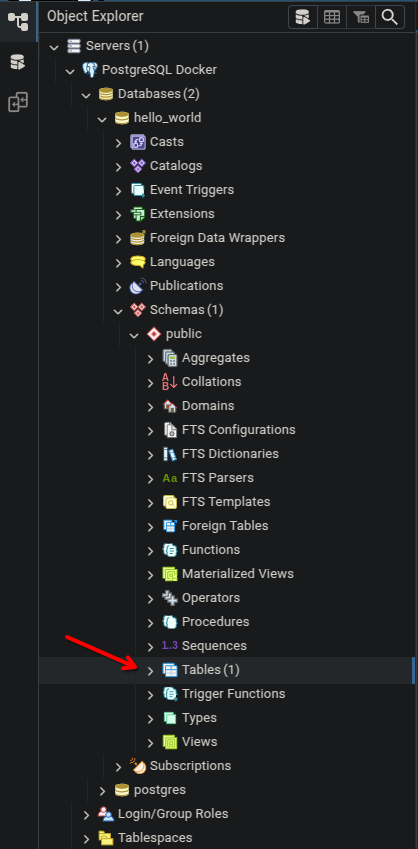 Object Explorer
Servers (1)
PostgreSQL Docker
Databases (2)
hello_world
Casts
Catalogs
Event Triggers
Extensions
Foreign Data Wrappers
Languages
Publications
Schemas (1)
public
Aggregates
Collations
Domains
FTS Configurations
FTS Dictionaries
Aa FTS Parsers
FTS Templates
Foreign Tables
Functions
Materialized Views
Operators
Procedures
1..3 Sequences
Tables (1)
Trigger Functions
Types
Views
Subscriptions
postgres
Login/Group Roles
Tablespaces